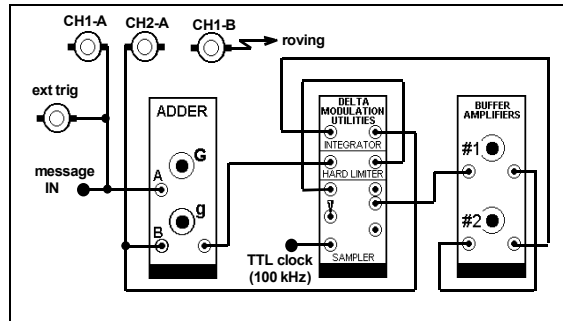 CH1-A
CH2-A
CH1-B
roving
ext trig
ADDER
DELTA
MODULATION
UTILITIES
BUFFER
AMPLIFIERS
G
INTEGRATOR
#1
message
IN
A
HARD LIMITER
g
#2
B
TTL clock
(100 kHz)
SAMPLER